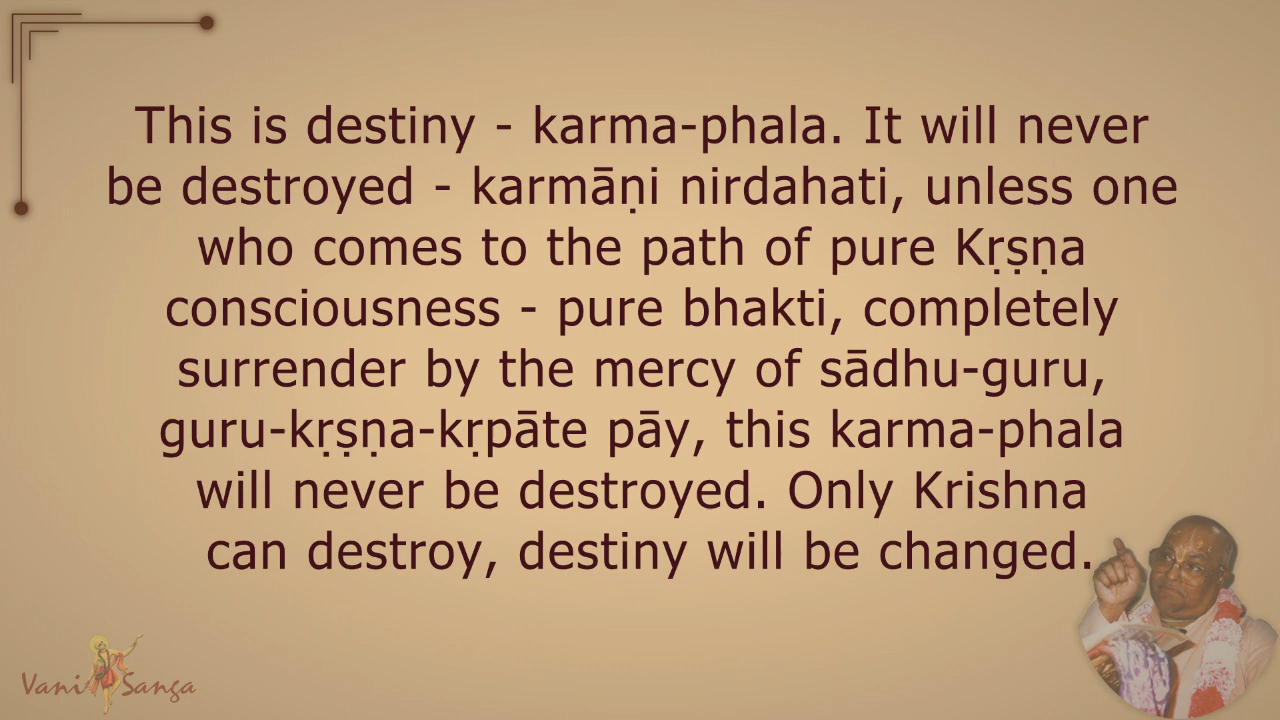 This is destiny - karma-phala. It will never
be destroyed - karmāṇi nirdahati, unless one
who comes to the path of pure Kṛṣṇa
consciousness - pure bhakti, completely
surrender by the mercy of sādhu-guru,
guru-kṛṣṇa-kṛpāte pāy, this karma-phala
will never be destroyed. Only Krishna
can destroy, destiny will be changed.
Vani Sanga